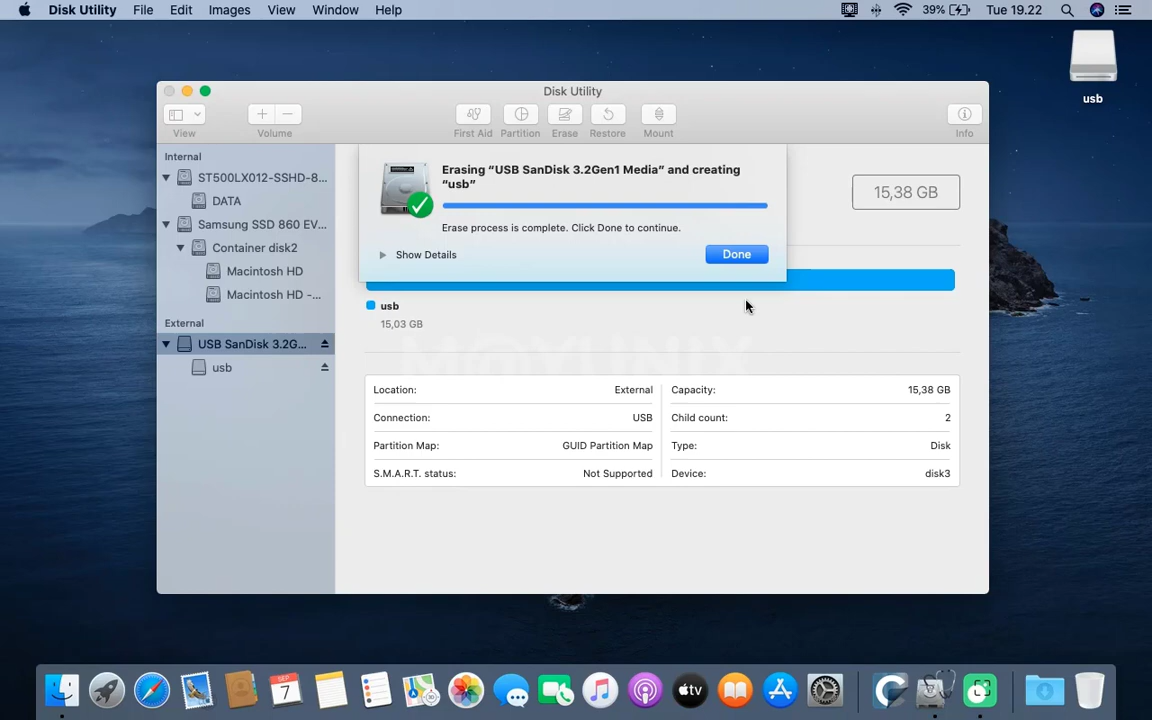 Disk Utility File Edit Images View Window Help 39% Tue 19.22
usb
Disk Utility
View Volume First Aid Partition Erase Restore Mount Info
Internal
ST500LX012-SSHD-8...
DATA
Samsung SSD 860 EV...
Container disk2
Macintosh HD
Macintosh HD -...
External
USB SanDisk 3.2G...
usb
Erasing “USB SanDisk 3.2Gen1 Media” and creating
“usb”
Erase process is complete. Click Done to continue.
Show Details
Done
15,38 GB
usb
15,03 GB
Location: External
Capacity: 15,38 GB
Connection: USB
Child count: 2
Partition Map: GUID Partition Map
Type: Disk
S.M.A.R.T. status: Not Supported
Device: disk3
SEP
7
tv